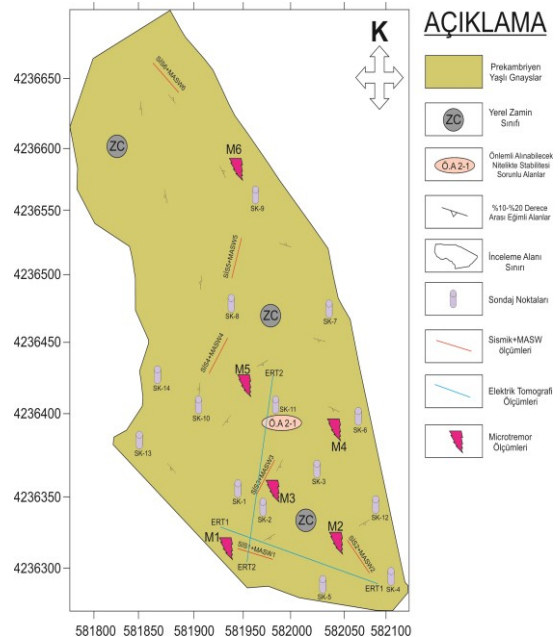 AÇIKLAMA
K
4236650
4236600
4236550
4236500
4236450
4236400
4236350
4236300
581800
581850
581950
582000
582050
582100
SIS6+MASW6
ZC
M6
SK-9
SIS5+MASW5
SK-8
ZC
SK-7
SIS4+MASW4
SK-14
M5
ERT2
SK-10
SK-11
Ö.A 2-1
SK-6
M4
SK-13
SIS3+MASW3
SK-3
SK-1
M3
SK-2
ZC
SK-12
M2
ERT1
M1
SIS1+MASW1
ERT2
SIS2+MASW2
SK-5
ERT1
SK-4
Prekambriyen
Yaşlı Gnayslar
ZC
Yerel Zamin
Sınıfı
Ö.A 2-1
Önlemli Alınabilecek
Nitelikte Stabilitesi
Sorunlu Alanlar
%10-%20 Derece
Arası Eğimli Alanlar
İnceleme Alanı
Sınırı
Sondaj Noktaları
Sismik+MASW
ölçümleri
Elektrik Tomografi
Ölçümleri
Microtremor
Ölçümleri